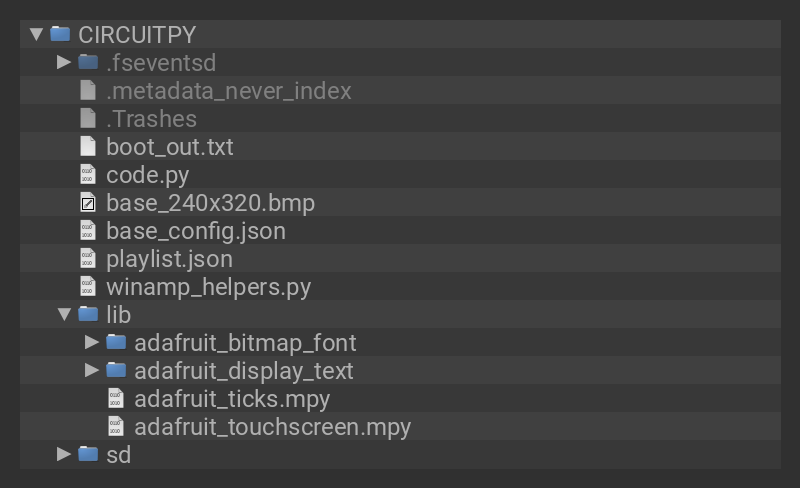 CIRCUITPY
.fseventsd
.metadata_never_index
.Trashes
boot_out.txt
code.py
base_240x320.bmp
base_config.json
playlist.json
winamp_helpers.py
lib
adafruit_bitmap_font
adafruit_display_text
adafruit_ticks.mpy
adafruit_touchscreen.mpy
sd